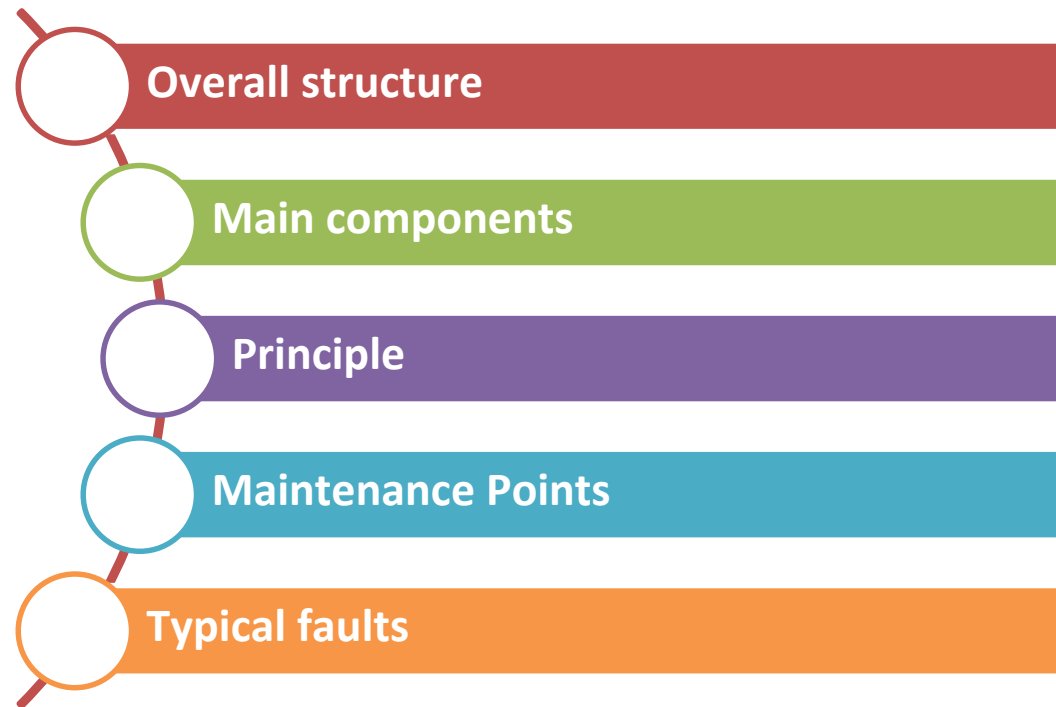 Overall structure
Main components
Principle
Maintenance Points
Typical faults